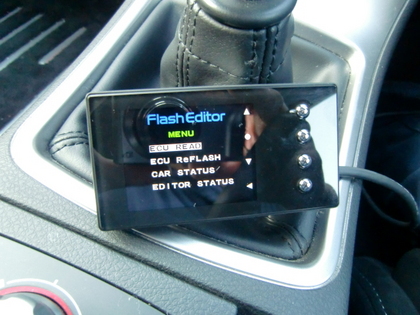 FlashEditor
MENU
ECU READ
ECU ReFLASH
CAR STATUS
EDITOR STATUS